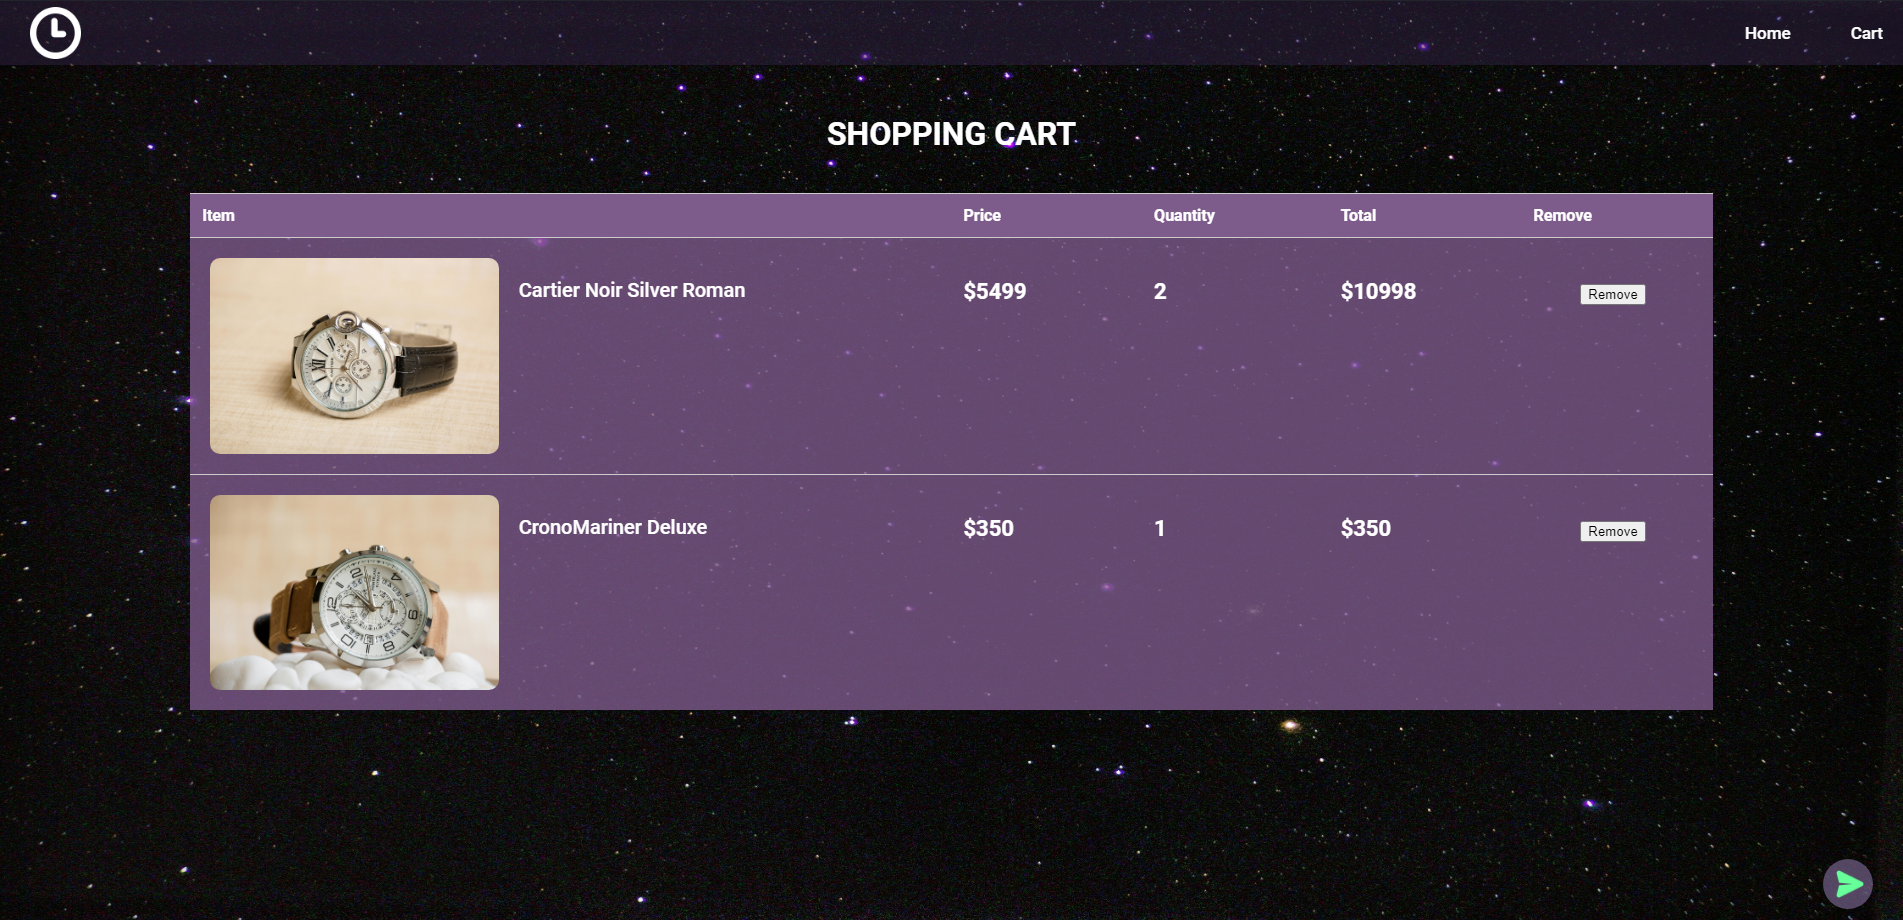 Home Cart
SHOPPING CART
Item Price Quantity Total Remove
Cartier Noir Silver Roman $5499 2 $10998 Remove
CronoMariner Deluxe $350 1 $350 Remove